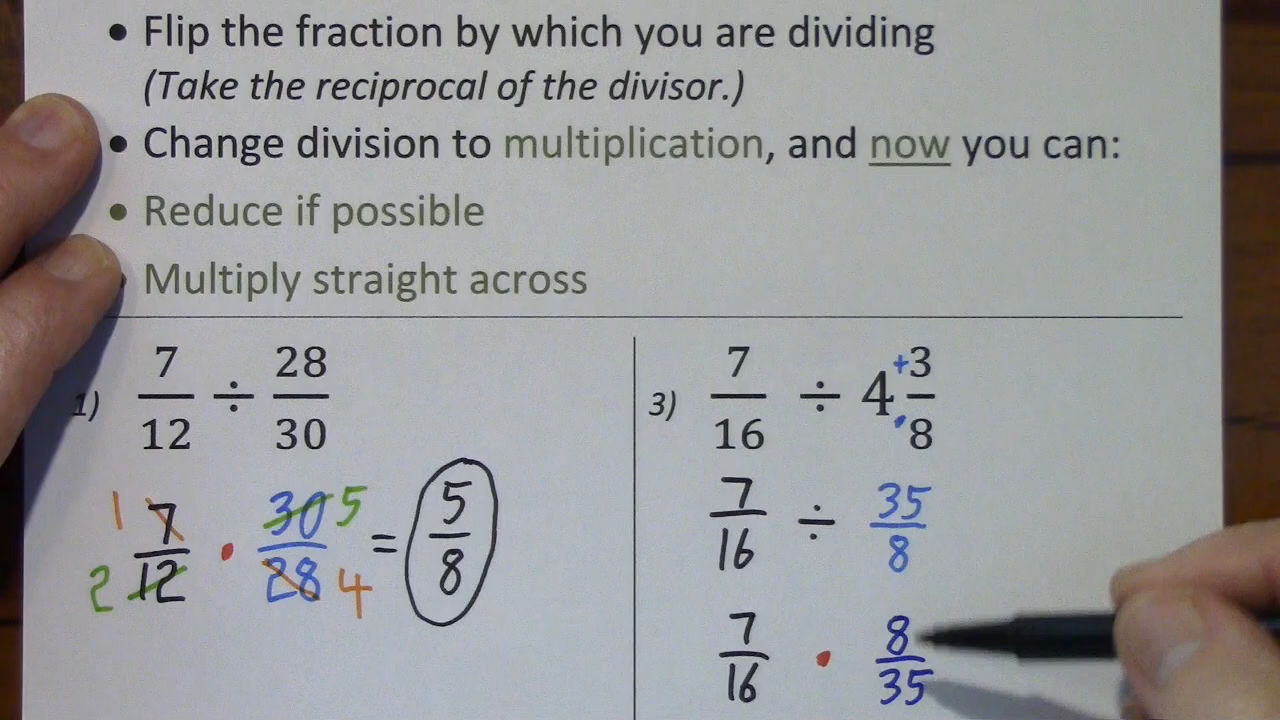 • Flip the fraction by which you are dividing
(Take the reciprocal of the divisor.)
• Change division to multiplication, and now you can:
• Reduce if possible
• Multiply straight across
1) 7/12 ÷ 28/30
1 7/12 2 • 30/28 5 4 = 5/8
3) 7/16 ÷ 4 + 3/8 •
7/16 ÷ 35/8
7/16 • 8/35